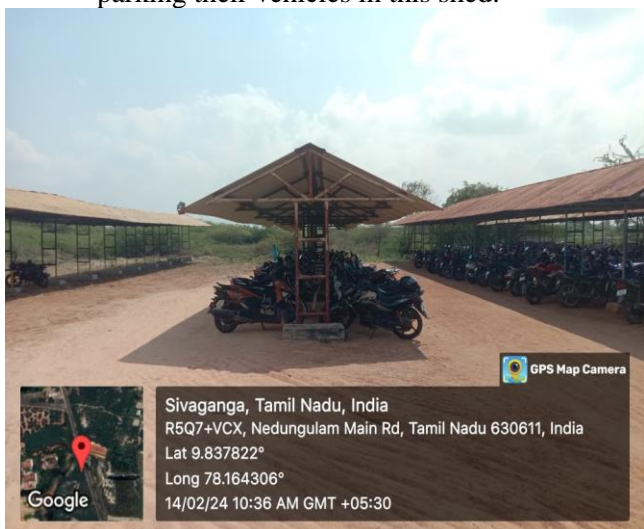 parking their vehicles in this shed.
GPS Map Camera
Sivaganga, Tamil Nadu, India
R5Q7+VCX, Nedungulam Main Rd, Tamil Nadu 630611, India
Lat 9.837822°
Long 78.164306°
14/02/24 10:36 AM GMT +05:30
Google